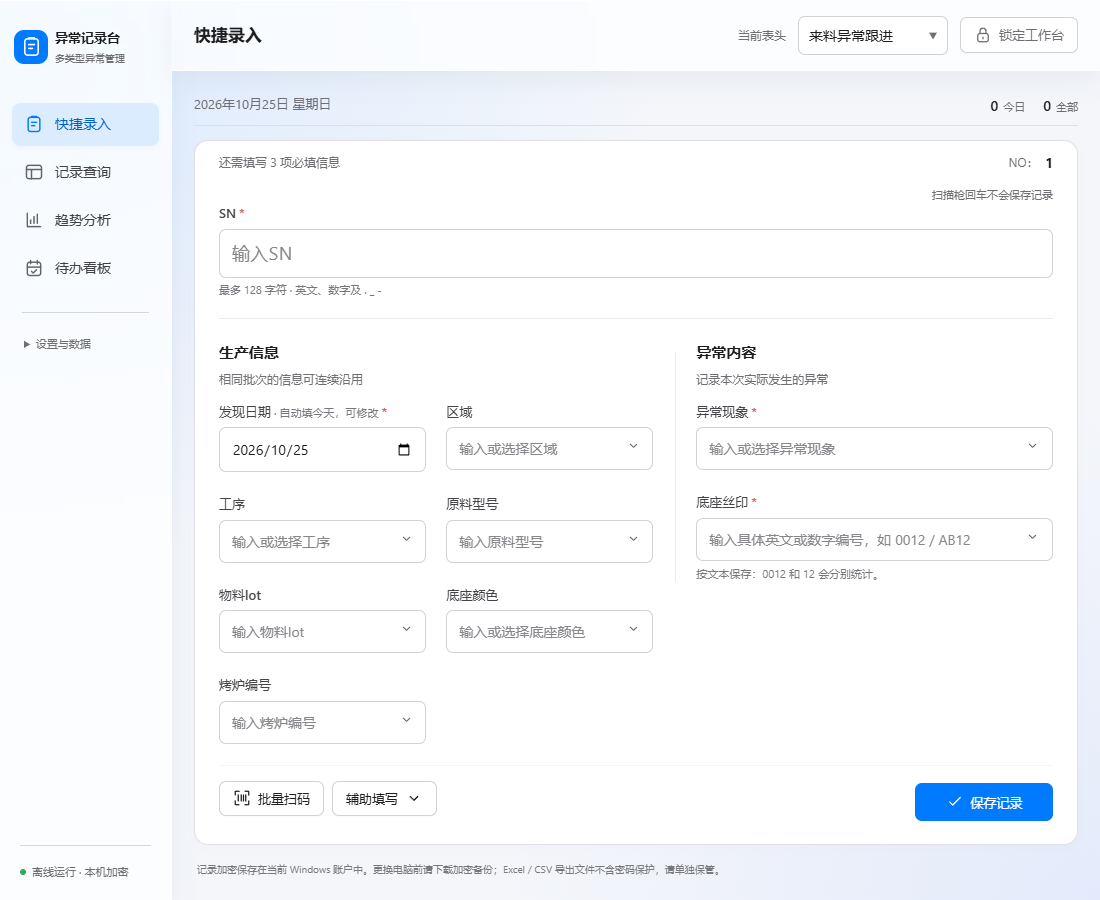 异常记录台
多类型异常管理
快捷录入
记录查询
趋势分析
待办看板
设置与数据
离线运行 · 本机加密
快捷录入
当前表头
来料异常跟进
锁定工作台
2026年10月25日 星期日
0 今日 0 全部
还需填写 3 项必填信息
NO: 1
扫描枪回车不会保存记录
SN *
输入SN
最多 128 字符 · 英文、数字及 . _ -
生产信息
相同批次的信息可连续沿用
发现日期 · 自动填今天，可修改 *
2026/10/25
区域
输入或选择区域
工序
输入或选择工序
原料型号
输入原料型号
物料lot
输入物料lot
底座颜色
输入或选择底座颜色
烤炉编号
输入烤炉编号
异常内容
记录本次实际发生的异常
异常现象 *
输入或选择异常现象
底座丝印 *
输入具体英文或数字编号，如 0012 / AB12
按文本保存：0012 和 12 会分别统计。
批量扫码
辅助填写
保存记录
记录加密保存在当前 Windows 账户中。更换电脑前请下载加密备份；Excel / CSV 导出文件不含密码保护，请单独保管。